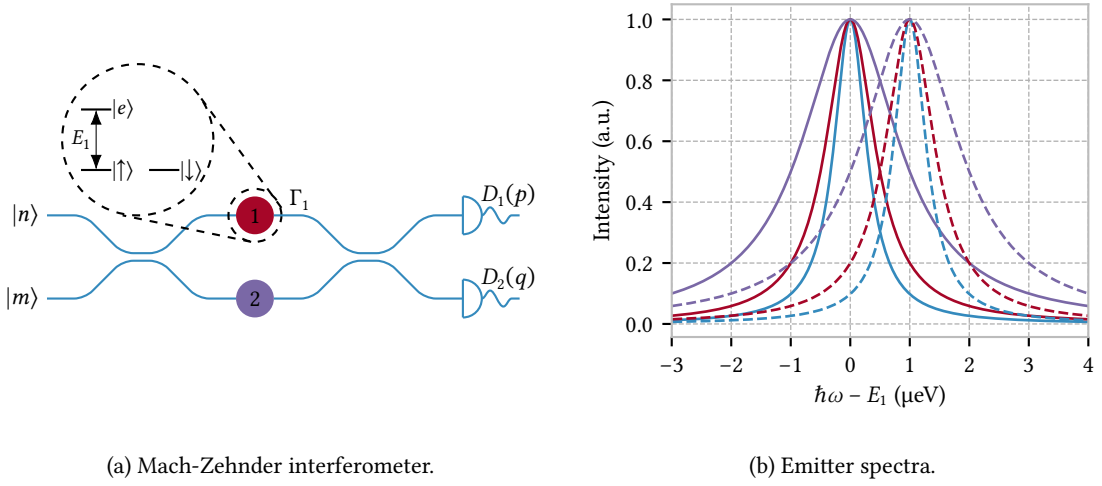 |e⟩
E₁
|↑⟩
|↓⟩
|n⟩
1
Γ₁
D₁(p)
|m⟩
2
D₂(q)
(a) Mach-Zehnder interferometer.
Intensity (a.u.)
1.0
0.8
0.6
0.4
0.2
0.0
−3 −2 −1 0 1 2 3 4
ħω − E₁ (µeV)
(b) Emitter spectra.